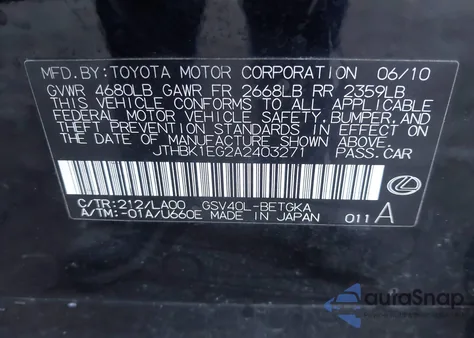 MFD. BY: TOYOTA MOTOR CORPORATION 06/10
GVWR 4680LB GAWR FR 2668LB RR 2359LB
THIS VEHICLE CONFORMS TO ALL APPLICABLE
FEDERAL MOTOR VEHICLE SAFETY, BUMPER, AND
THEFT PREVENTION STANDARDS IN EFFECT ON
THE DATE OF MANUFACTURE SHOWN ABOVE.
JTHBK1EG2A2403271 PASS.CAR
C/TR:212/LA00 GSV40L-BETGKA
A/TM:-01A/U660E MADE IN JAPAN 011A
auraSnap